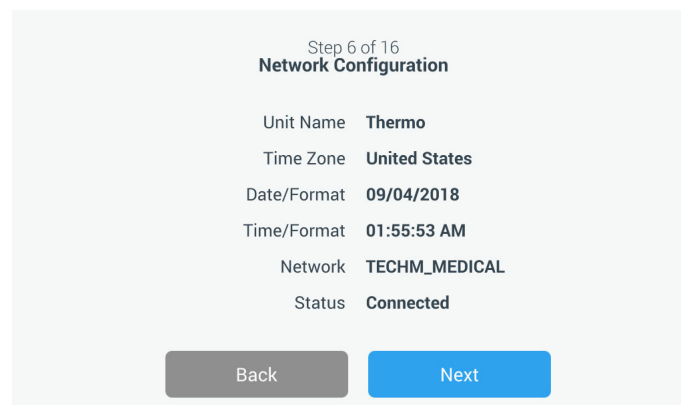 Step 6 of 16
Network Configuration
Unit Name Thermo
Time Zone United States
Date/Format 09/04/2018
Time/Format 01:55:53 AM
Network TECHM_MEDICAL
Status Connected
Back Next